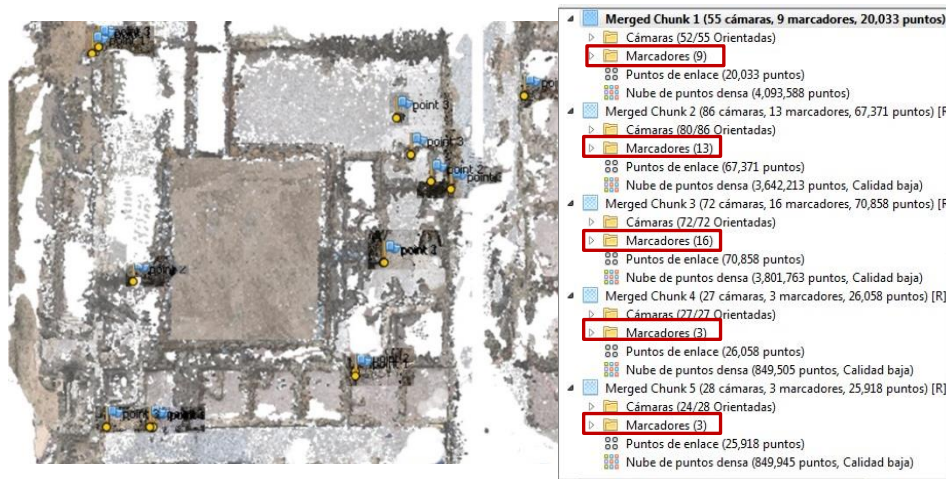 point 3
point 3
point 3
point 2
point 4
point 2
point 2
Merged Chunk 1 (55 cámaras, 9 marcadores, 20,033 puntos)
Cámaras (52/55 Orientadas)
Marcadores (9)
Puntos de enlace (20,033 puntos)
Nube de puntos densa (4,093,588 puntos)
Merged Chunk 2 (86 cámaras, 13 marcadores, 67,371 puntos) [R
Cámaras (80/86 Orientadas)
Marcadores (13)
Puntos de enlace (67,371 puntos)
Nube de puntos densa (3,642,213 puntos, Calidad baja)
Merged Chunk 3 (72 cámaras, 16 marcadores, 70,858 puntos) [R
Cámaras (72/72 Orientadas)
Marcadores (16)
Puntos de enlace (70,858 puntos)
Nube de puntos densa (3,801,763 puntos, Calidad baja)
Merged Chunk 4 (27 cámaras, 3 marcadores, 26,058 puntos) [R]
Cámaras (27/27 Orientadas)
Marcadores (3)
Puntos de enlace (26,058 puntos)
Nube de puntos densa (849,505 puntos, Calidad baja)
Merged Chunk 5 (28 cámaras, 3 marcadores, 25,918 puntos) [R]
Cámaras (24/28 Orientadas)
Marcadores (3)
Puntos de enlace (25,918 puntos)
Nube de puntos densa (849,945 puntos, Calidad baja)